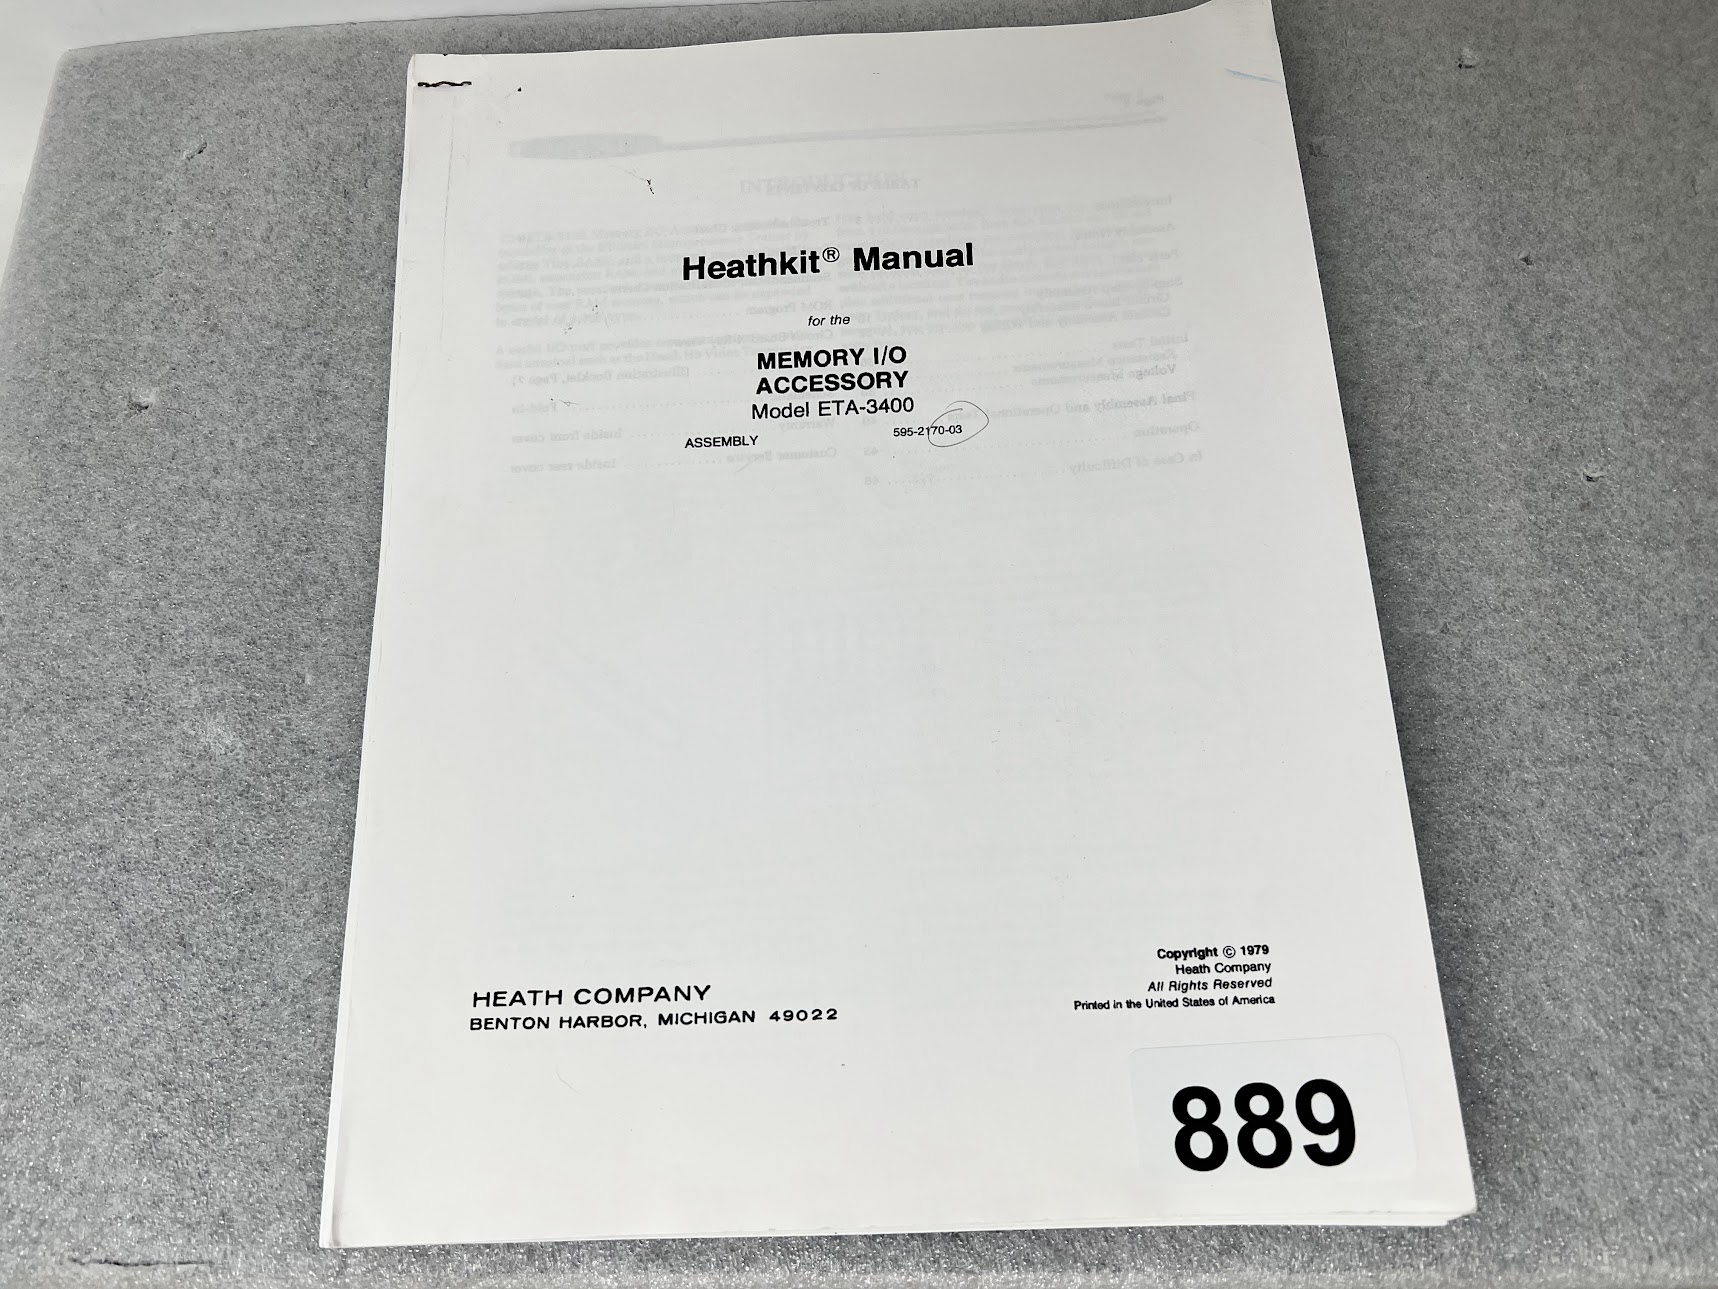 Heathkit® Manual
for the
MEMORY I/O
ACCESSORY
Model ETA-3400
ASSEMBLY 595-2170-03
HEATH COMPANY
BENTON HARBOR, MICHIGAN 49022
Copyright © 1979
Heath Company
All Rights Reserved
Printed in the United States of America
889